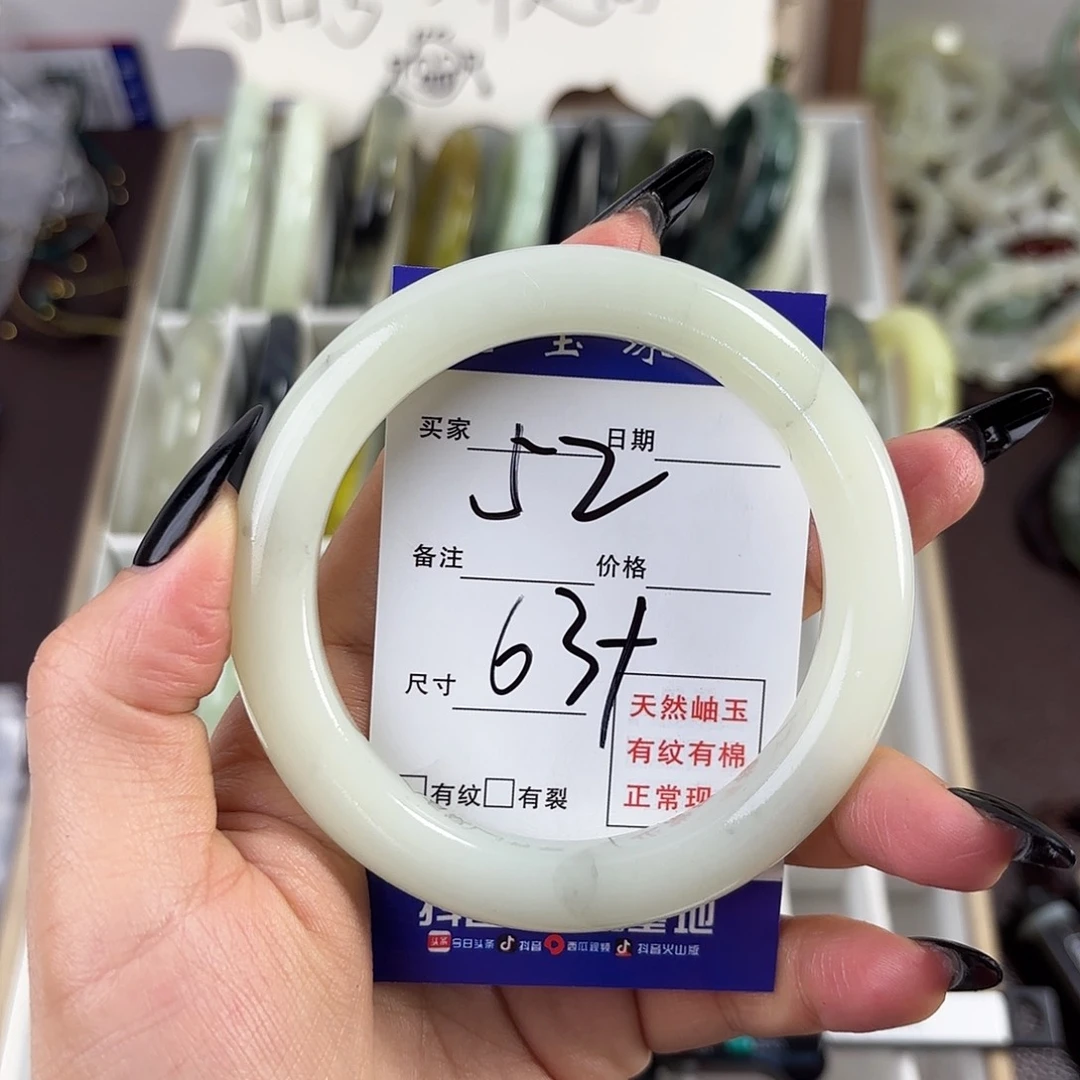 玉
买家 日期
52
备注 价格
63+
尺寸
天然岫玉
有纹有棉
正常现
□有纹□有裂
今日头条 抖音 西瓜视频 抖音火山版